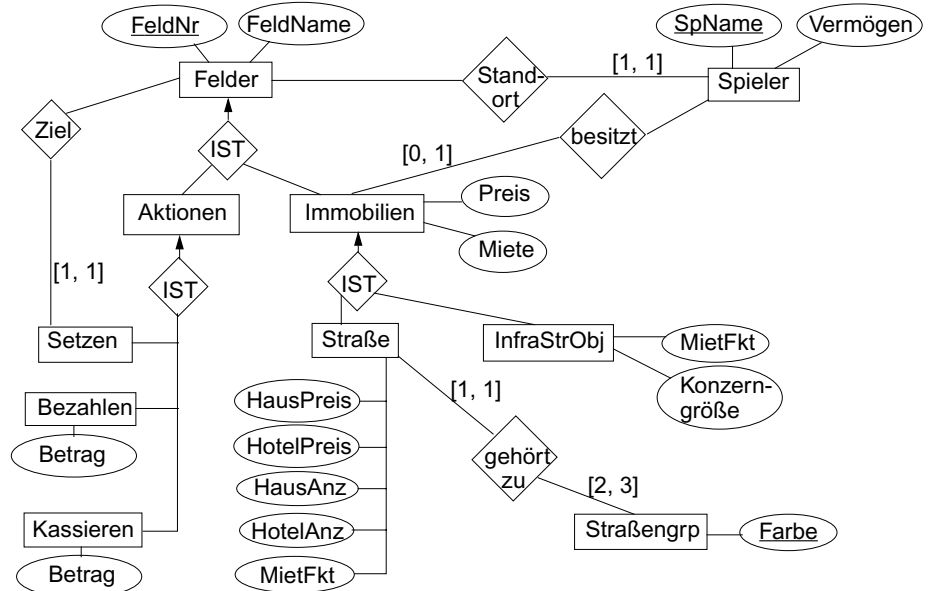 FeldNr
FeldName
SpName
Vermögen
Felder
Stand-
ort
[1, 1]
Spieler
Ziel
IST
besitzt
[0, 1]
Aktionen
Immobilien
Preis
Miete
[1, 1]
IST
IST
Setzen
Straße
InfraStrObj
MietFkt
Konzern-
größe
Bezahlen
Betrag
HausPreis
[1, 1]
HotelPreis
gehört
zu
HausAnz
[2, 3]
Kassieren
HotelAnz
Straßengrp
Farbe
Betrag
MietFkt